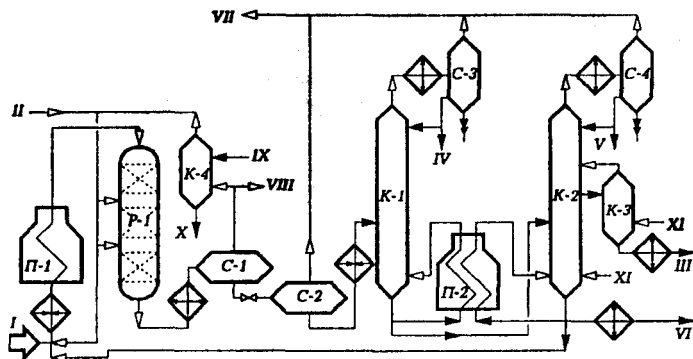 VII
C-3
C-4
II
IX
K-4
IV
V
P-1
VIII
K-1
K-2
K-3
X
П-1
C-1
XI
C-2
П-2
XI
III
I
VI